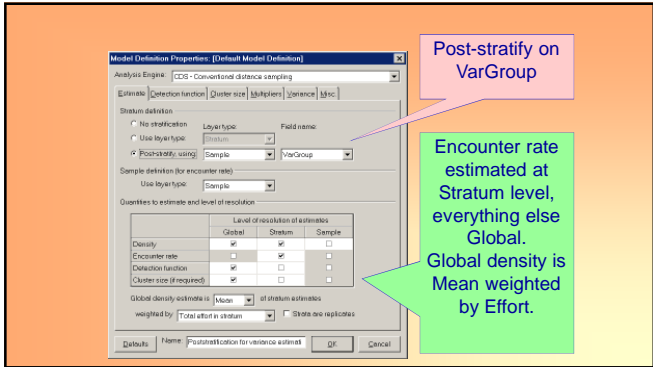 Model Definition Properties: [Default Model Definition]
Analysis Engine: CDS - Conventional distance sampling
Estimate Detection function Cluster size Multipliers Variance Misc.
Stratum definition
No stratification
Layer type: Field name:
Use layer type: Stratum
Post-stratify, using: Sample VarGroup
Sample definition (for encounter rate)
Use layer type: Sample
Quantities to estimate and level of resolution
Level of resolution of estimates
Global Stratum Sample
Density
Encounter rate
Detection function
Cluster size (if required)
Global density estimate is Mean of stratum estimates
weighted by Total effort in stratum Strata are replicates
Defaults Name: Poststratification for variance estimati OK Cancel
Post-stratify on
VarGroup
Encounter rate
estimated at
Stratum level,
everything else
Global.
Global density is
Mean weighted
by Effort.